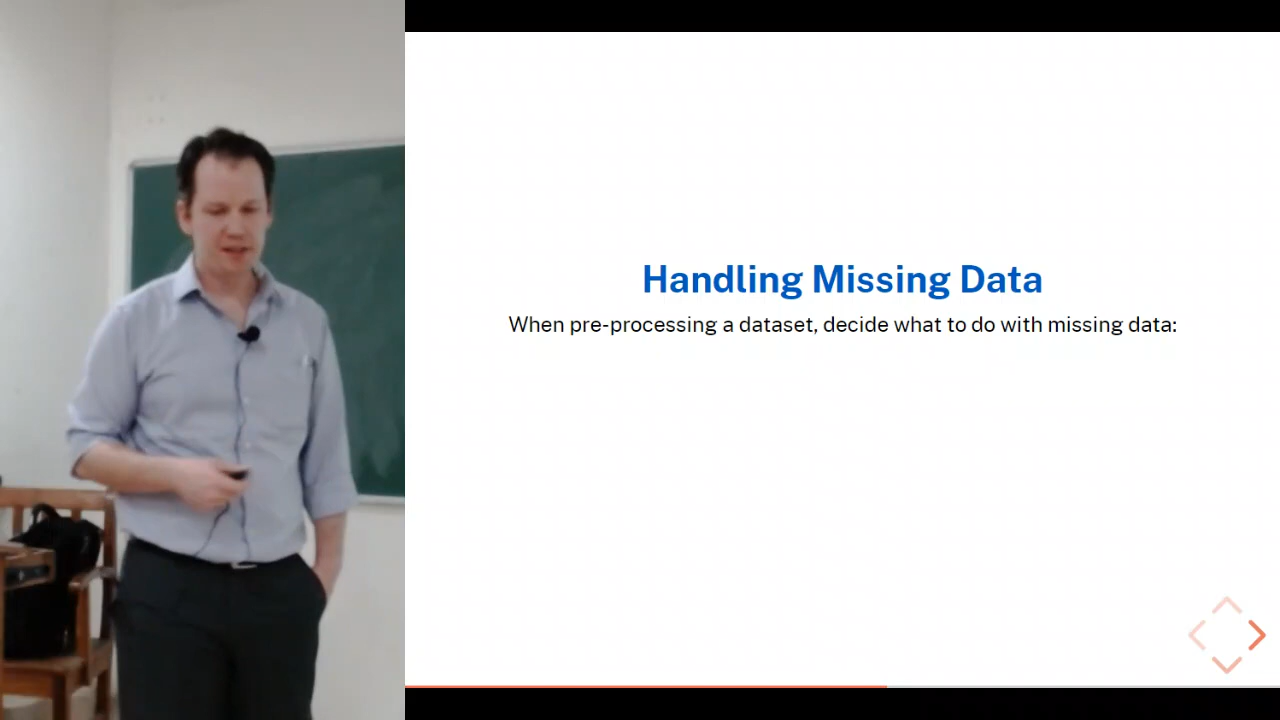 Handling Missing Data
When pre-processing a dataset, decide what to do with missing data: